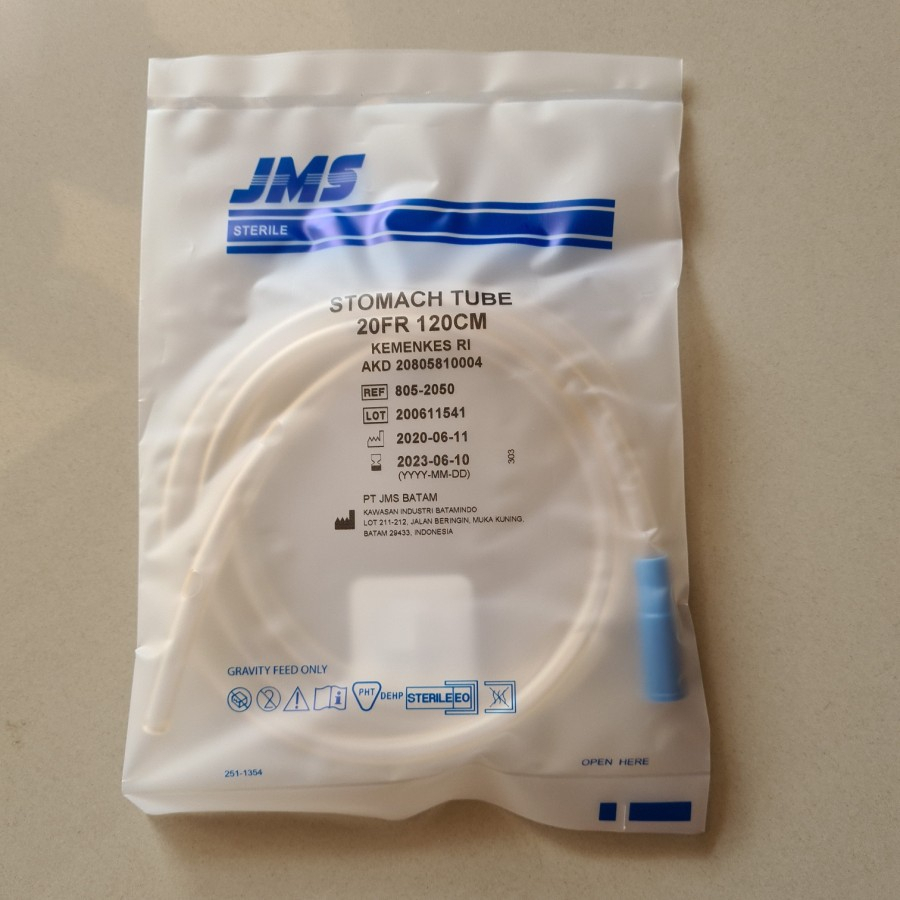 JMS
STERILE
STOMACH TUBE
20FR 120CM
KEMENKES RI
AKD 20805810004
REF 805-2050
LOT 200611541
2020-06-11
2023-06-10
(YYYY-MM-DD)
303
PT JMS BATAM
KAWASAN INDUSTRI BATAMINDO
LOT 211-212, JALAN BERINGIN, MUKA KUNING.
BATAM 29433, INDONESIA
GRAVITY FEED ONLY
2 i PHT DEHP STERILE EO
251-1354
OPEN HERE